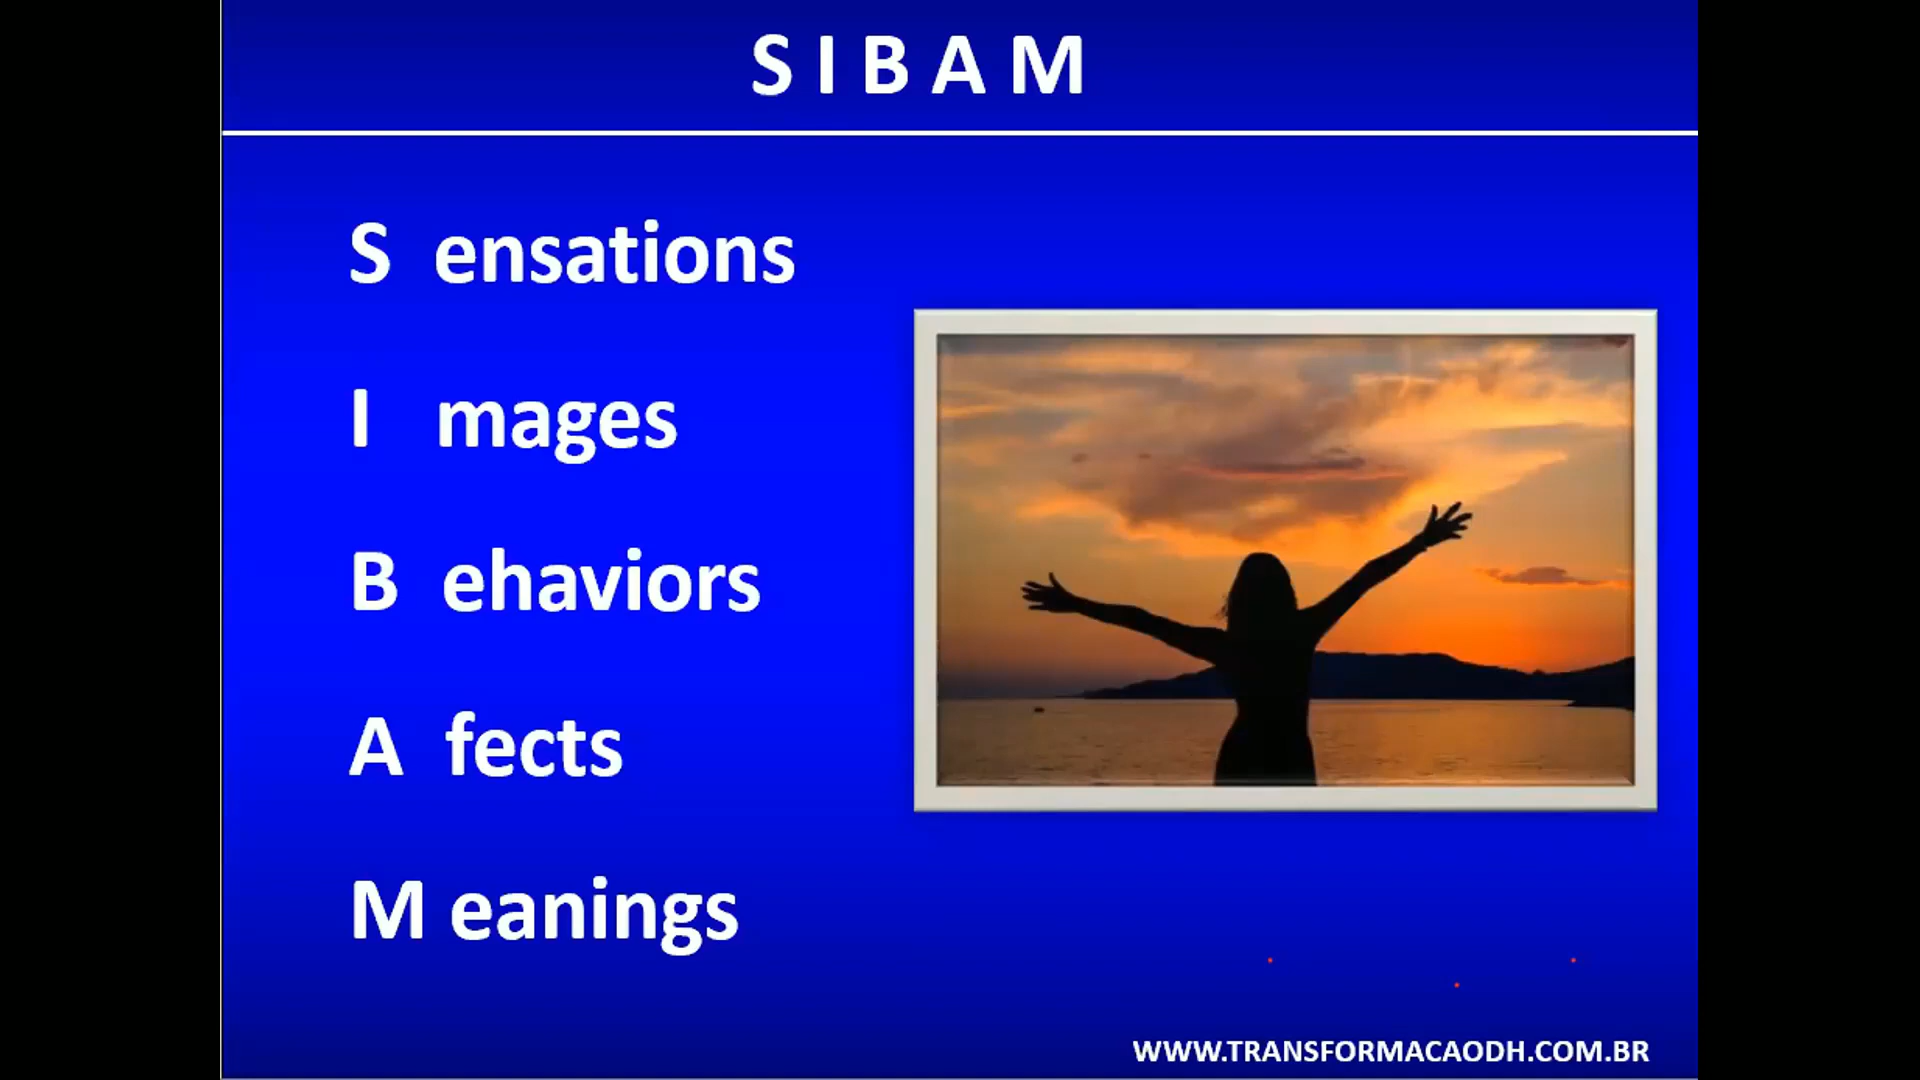 S I B A M
S ensations
I mages
B ehaviors
A fects
M eanings
WWW.TRANSFORMACAODH.COM.BR